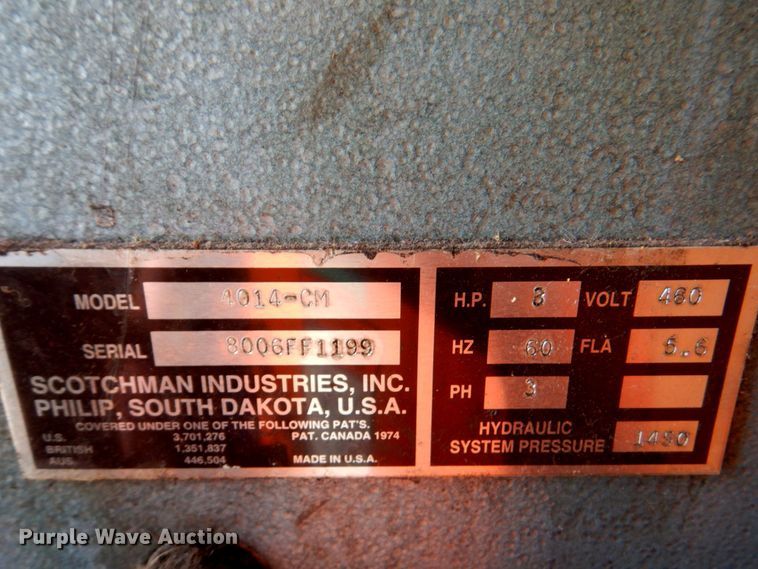 MODEL 4014-CM
SERIAL 8006FF1199
SCOTCHMAN INDUSTRIES, INC.
PHILIP, SOUTH DAKOTA, U.S.A.
COVERED UNDER ONE OF THE FOLLOWING PAT'S.
U.S. 3,701,276 PAT. CANADA 1974
BRITISH 1,351,837
AUS. 446,504 MADE IN U.S.A.
H.P. 3 VOLT 460
HZ 60 FLA 5.6
PH 3
HYDRAULIC
SYSTEM PRESSURE 1450
Purple Wave Auction